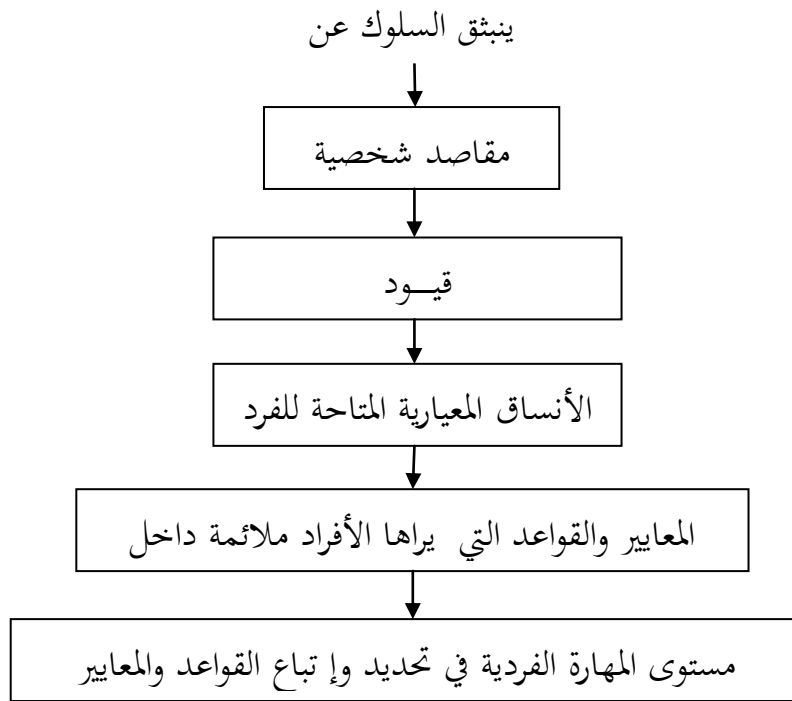 ينبثق السلوك عن
مقاصد شخصية
قيـــود
الأنساق المعيارية المتاحة للفرد
المعايير والقواعد التي يراها الأفراد ملائمة داخل
مستوى المهارة الفردية في تحديد وإ تباع القواعد والمعايير